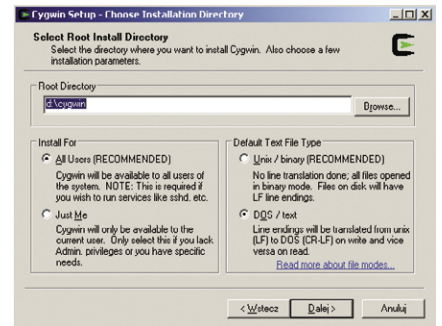 Cygwin Setup - Choose Installation Directory
Select Root Install Directory
Select the directory where you want to install Cygwin. Also choose a few
installation parameters.
Root Directory
d:\cygwin
Browse...
Install For
All Users (RECOMMENDED)
Cygwin will be available to all users of
the system. NOTE: This is required if
you wish to run services like sshd, etc.
Just Me
Cygwin will only be available to the
current user. Only select this if you lack
Admin. privileges or you have specific
needs.
Default Text File Type
Unix / binary (RECOMMENDED)
No line translation done; all files opened
in binary mode. Files on disk will have
LF line endings.
DOS / text
Line endings will be translated from unix
(LF) to DOS (CR-LF) on write and vice
versa on read.
Read more about file modes...
< Wstecz
Dalej >
Anuluj